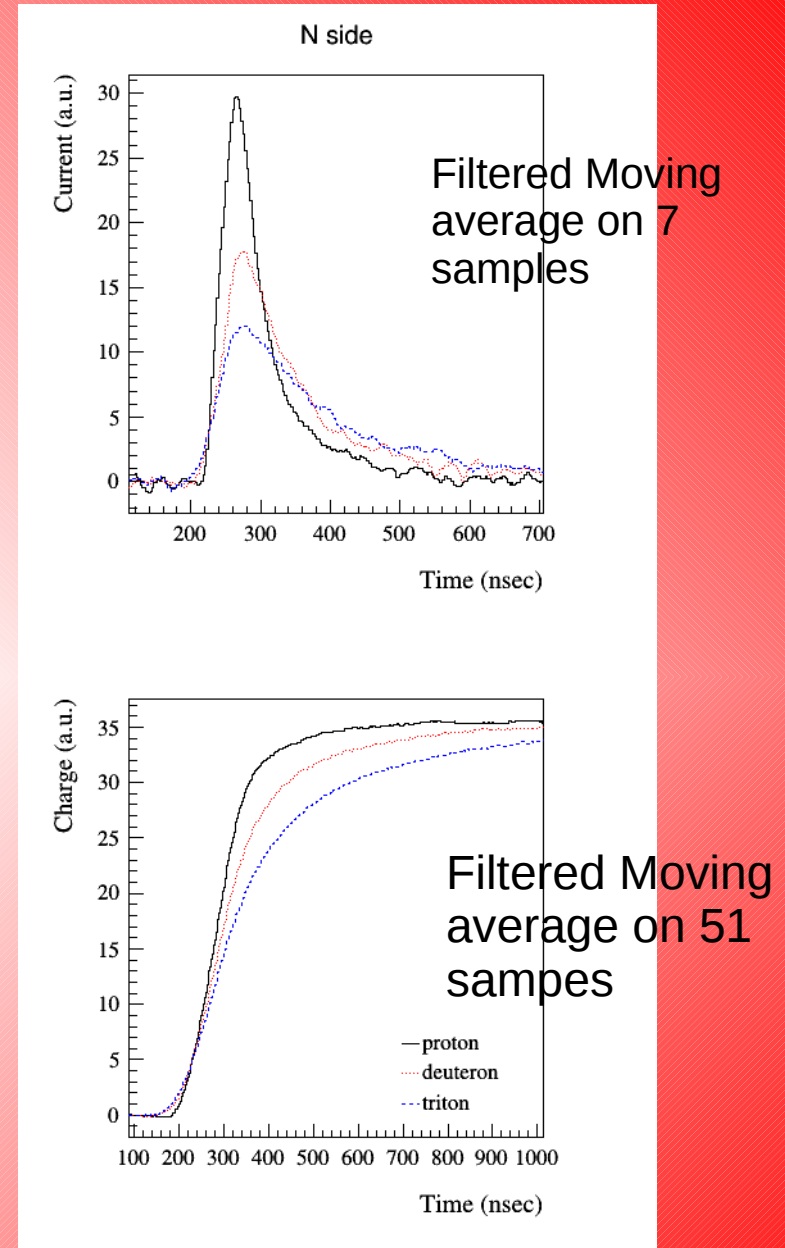 N side
Current (a.u.)
30
25
20
15
10
5
0
Filtered Moving
average on 7
samples
200 300 400 500 600 700
Time (nsec)
Charge (a.u.)
35
30
25
20
15
10
5
0
Filtered Moving
average on 51
sampes
proton
deuteron
triton
100 200 300 400 500 600 700 800 900 1000
Time (nsec)